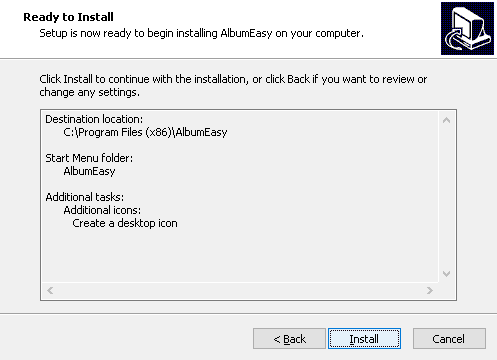 Ready to Install
Setup is now ready to begin installing AlbumEasy on your computer.
Click Install to continue with the installation, or click Back if you want to review or
change any settings.
Destination location:
C:\Program Files (x86)\AlbumEasy
Start Menu folder:
AlbumEasy
Additional tasks:
Additional icons:
Create a desktop icon
< Back
Install
Cancel